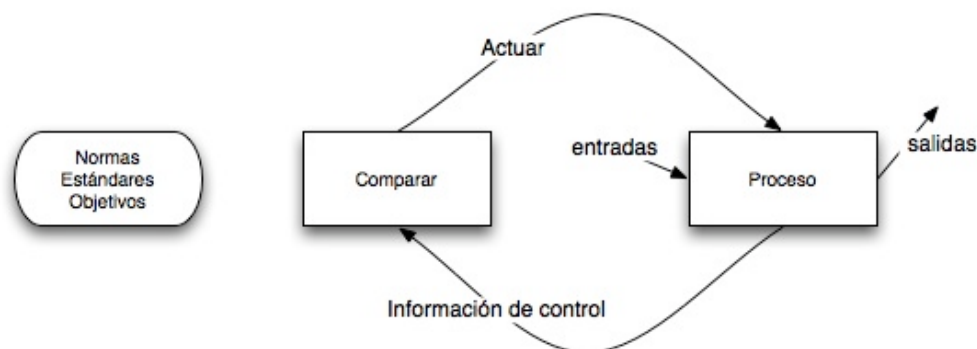 Actuar
Normas
Estándares
Objetivos
Comparar
entradas
Proceso
salidas
Información de control